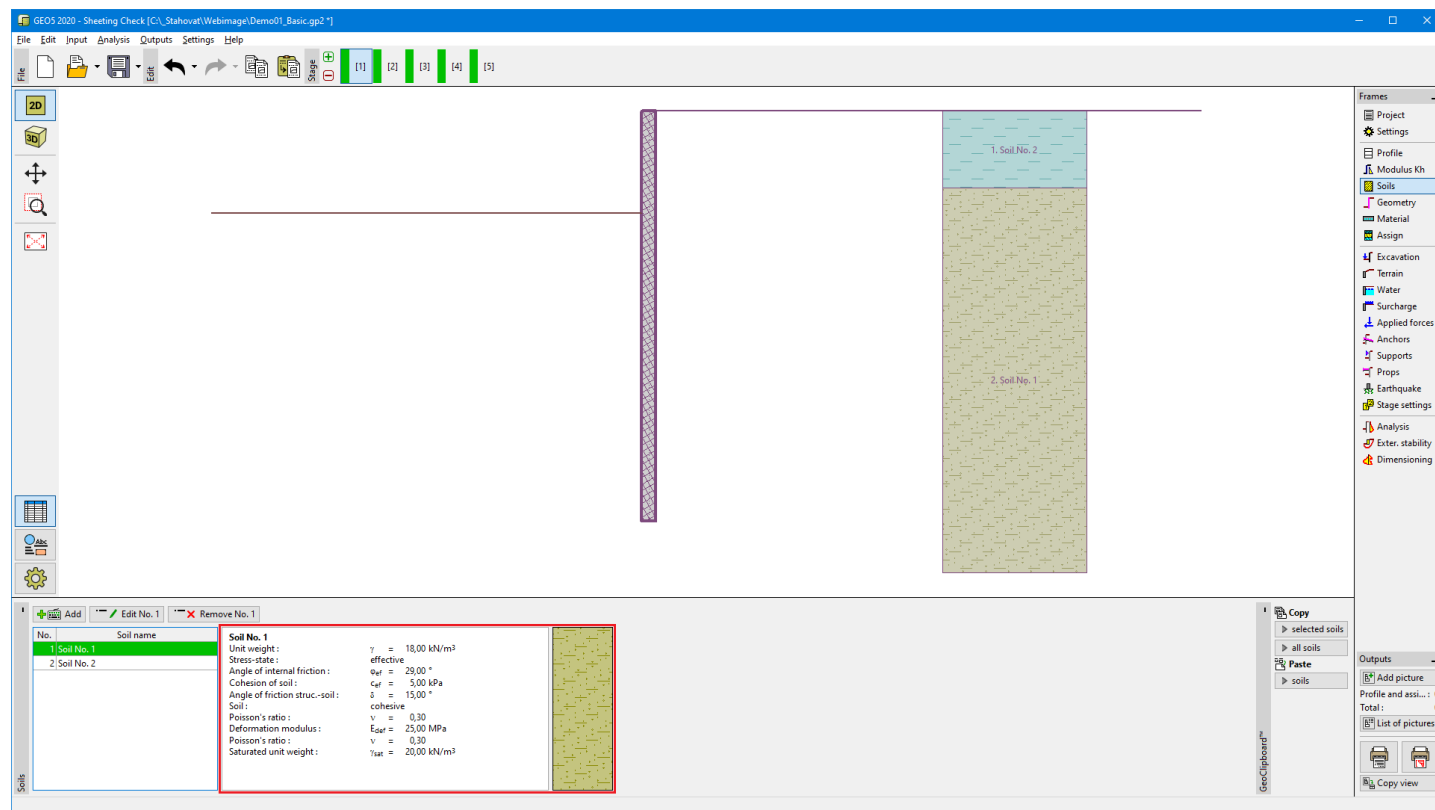 GEO5 2020 - Sheeting Check [C:\_Stahovat\Webimage\Demo01_Basic.gp2 *]
File Edit Input Analysis Outputs Settings Help
File Edit Stage [1] [2] [3] [4] [5]
2D
3D
Abc
1. Soil No. 2
2. Soil No. 1
Frames
Project
Settings
Profile
Modulus Kh
Soils
Geometry
Material
Assign
Excavation
Terrain
Water
Surcharge
Applied forces
Anchors
Supports
Props
Earthquake
Stage settings
Analysis
Exter. stability
Dimensioning
Outputs
Add picture
Profile and assi... :
Total :
List of pictures
Copy view
Soils
Add Edit No. 1 Remove No. 1
No. Soil name
1 Soil No. 1
2 Soil No. 2
Soil No. 1
Unit weight : γ = 18,00 kN/m³
Stress-state : effective
Angle of internal friction : φef = 29,00 °
Cohesion of soil : cef = 5,00 kPa
Angle of friction struc.-soil : δ = 15,00 °
Soil : cohesive
Poisson's ratio : ν = 0,30
Deformation modulus : Edef = 25,00 MPa
Poisson's ratio : ν = 0,30
Saturated unit weight : γsat = 20,00 kN/m³
GeoClipboard™
Copy
selected soils
all soils
Paste
soils